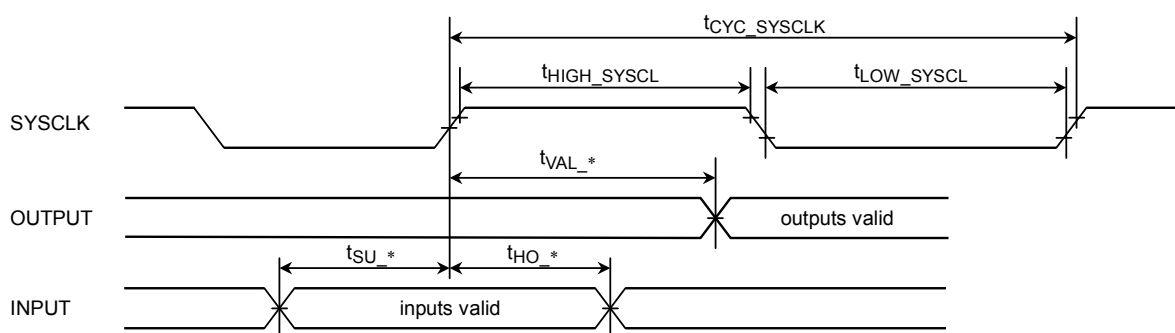 tCYC_SYSCLK
tHIGH_SYSCL
tLOW_SYSCL
SYSCLK
tVAL_*
OUTPUT
outputs valid
tSU_*
tHO_*
INPUT
inputs valid